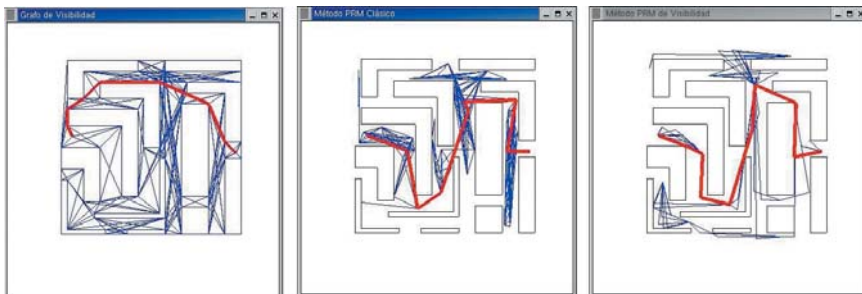 Grafo de Visibilidad
Método PRM Clásico
Método PRM de Visibilidad